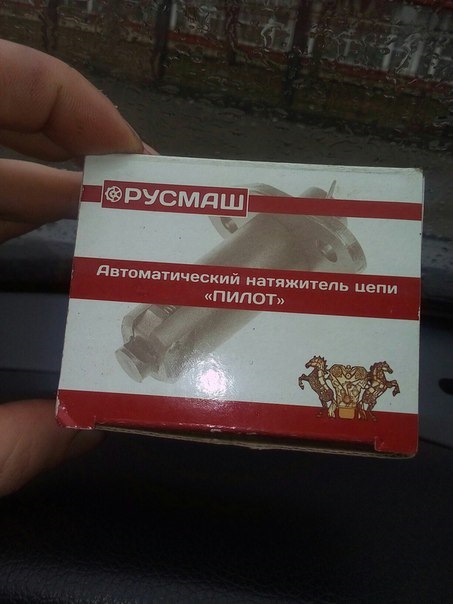 РУСМАШ
Автоматический натяжитель цепи
«ПИЛОТ»